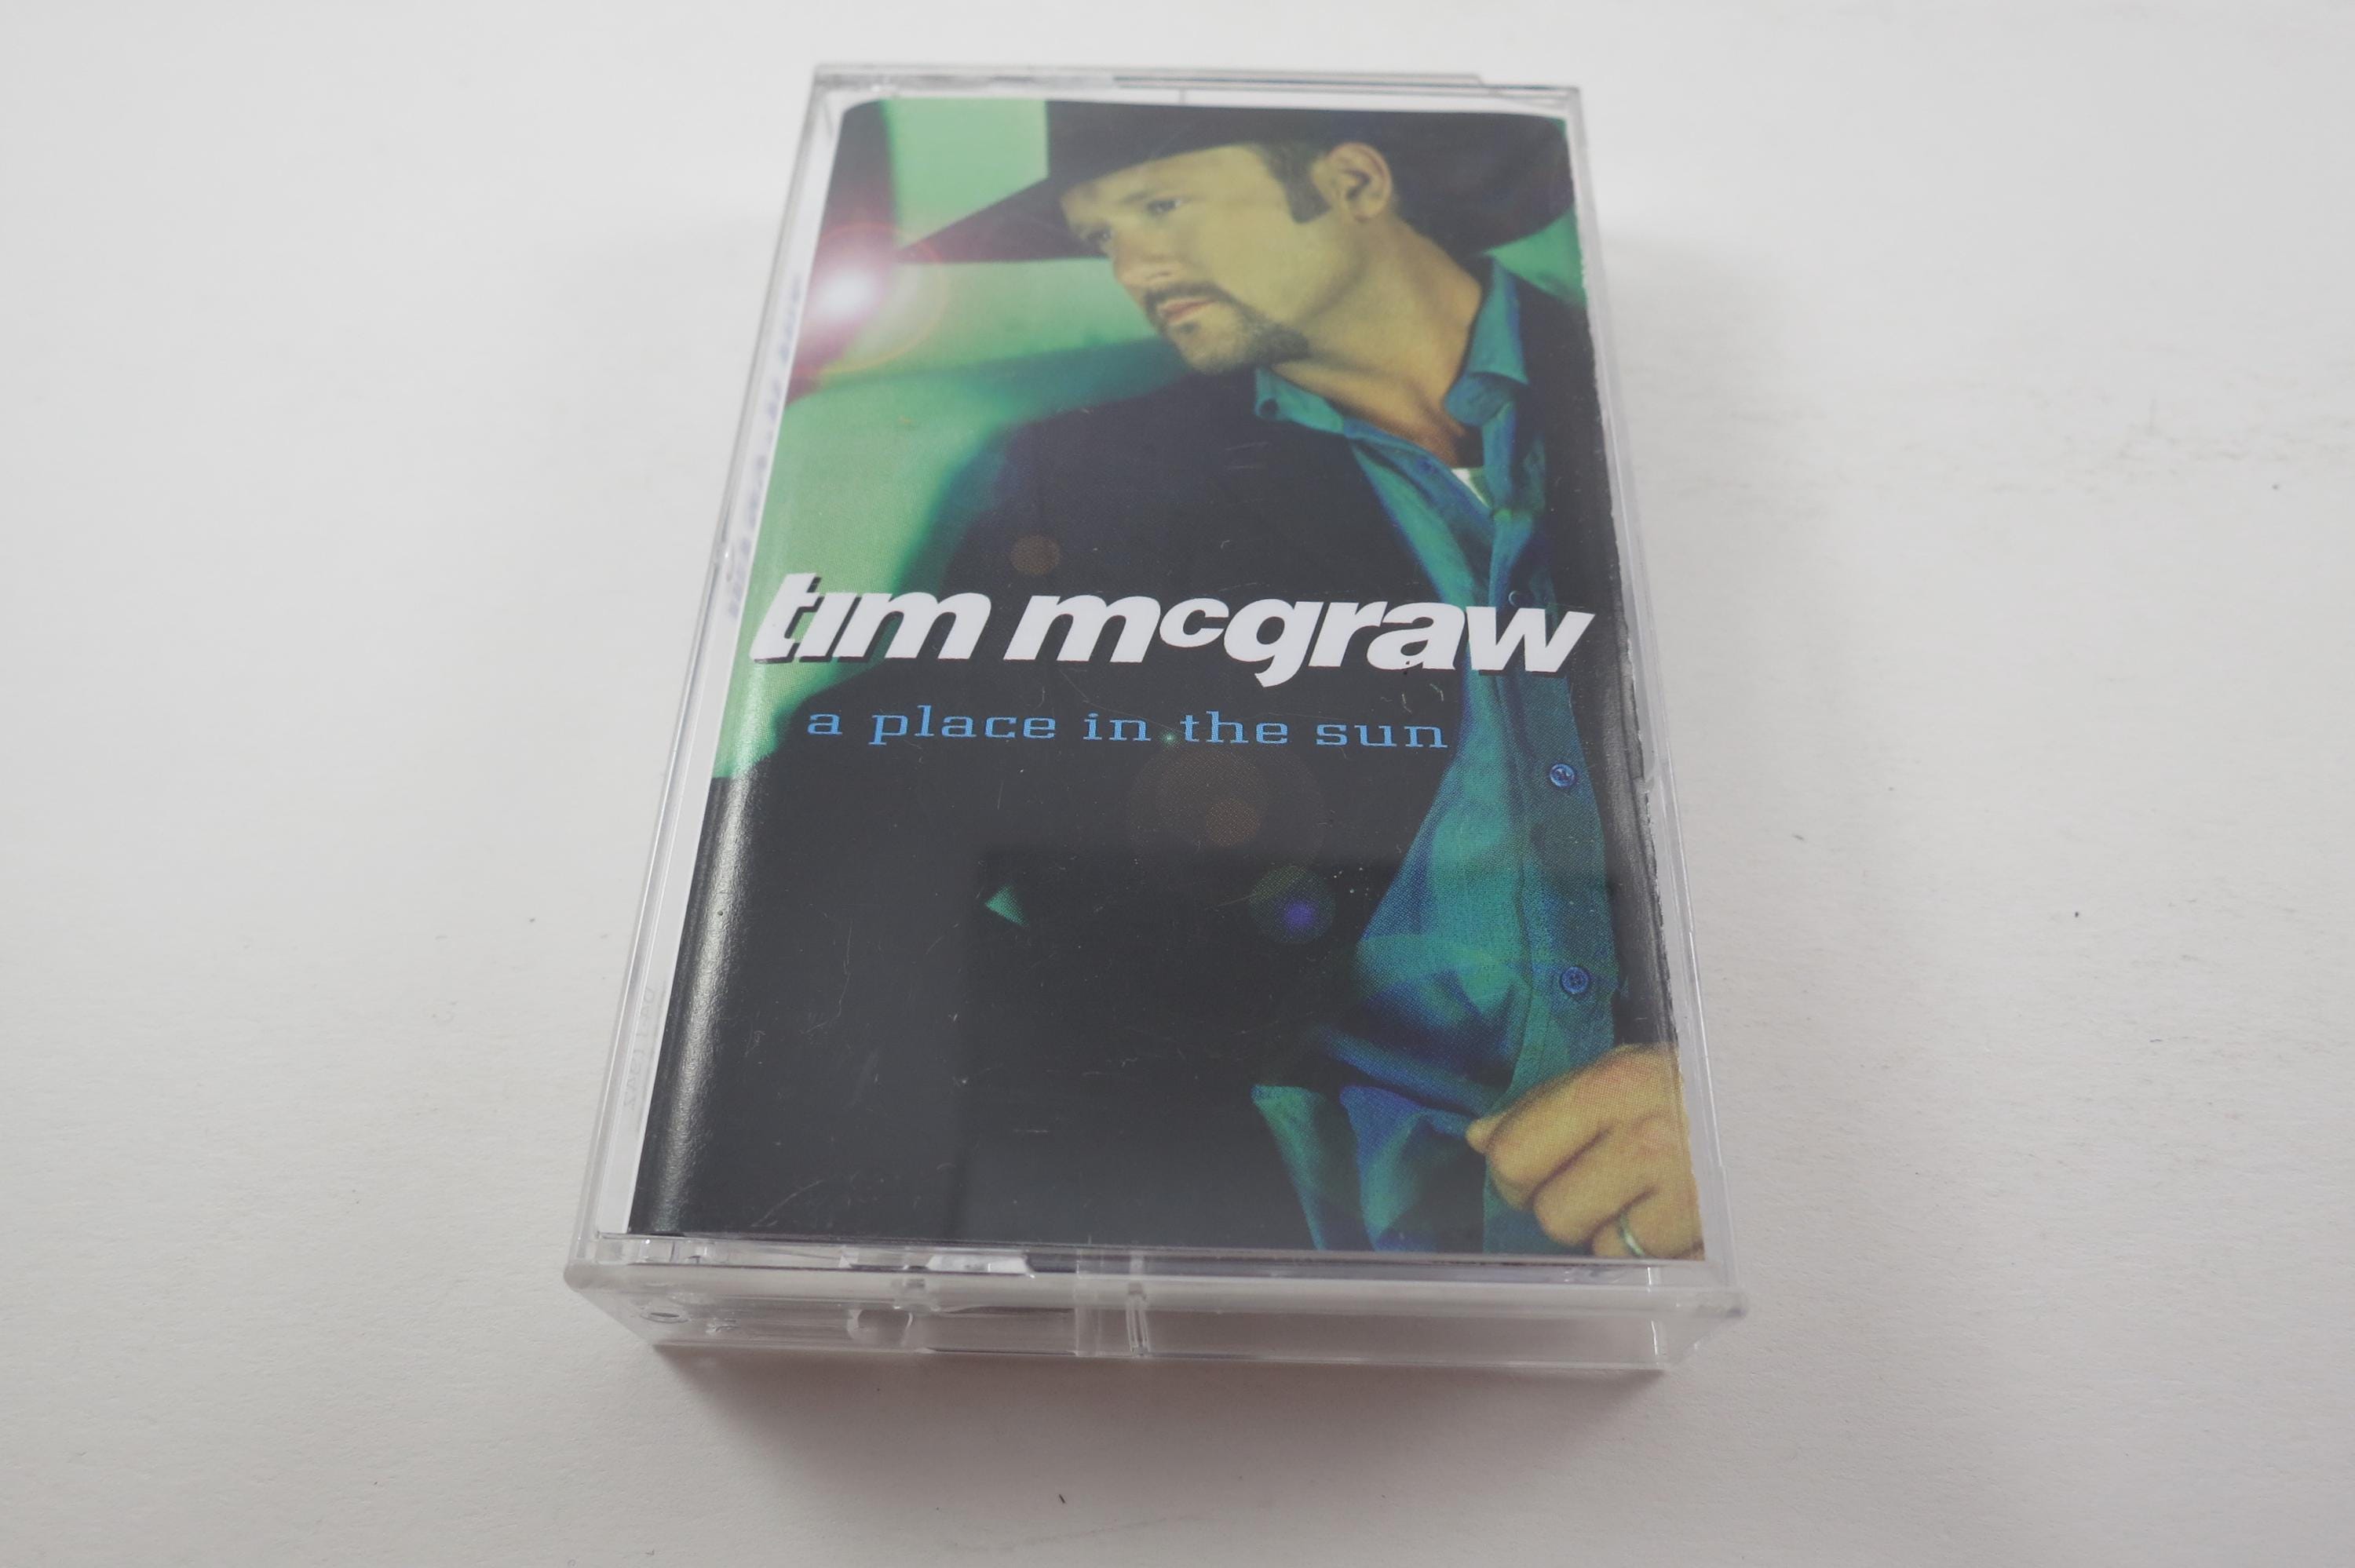 tim mcgraw
a place in the sun